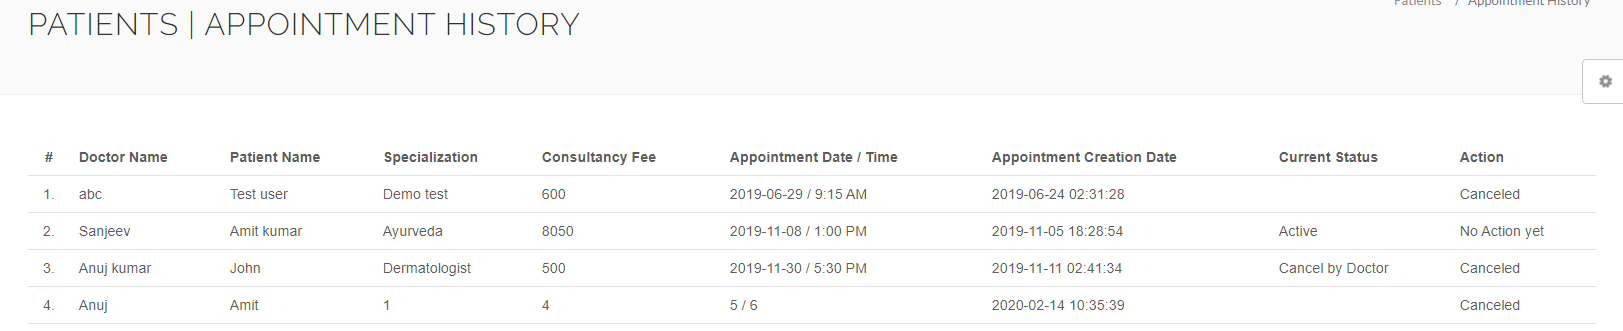 Patients / Appointment History
PATIENTS | APPOINTMENT HISTORY
# Doctor Name Patient Name Specialization Consultancy Fee Appointment Date / Time Appointment Creation Date Current Status Action
1. abc Test user Demo test 600 2019-06-29 / 9:15 AM 2019-06-24 02:31:28 Canceled
2. Sanjeev Amit kumar Ayurveda 8050 2019-11-08 / 1:00 PM 2019-11-05 18:28:54 Active No Action yet
3. Anuj kumar John Dermatologist 500 2019-11-30 / 5:30 PM 2019-11-11 02:41:34 Cancel by Doctor Canceled
4. Anuj Amit 1 4 5 / 6 2020-02-14 10:35:39 Canceled